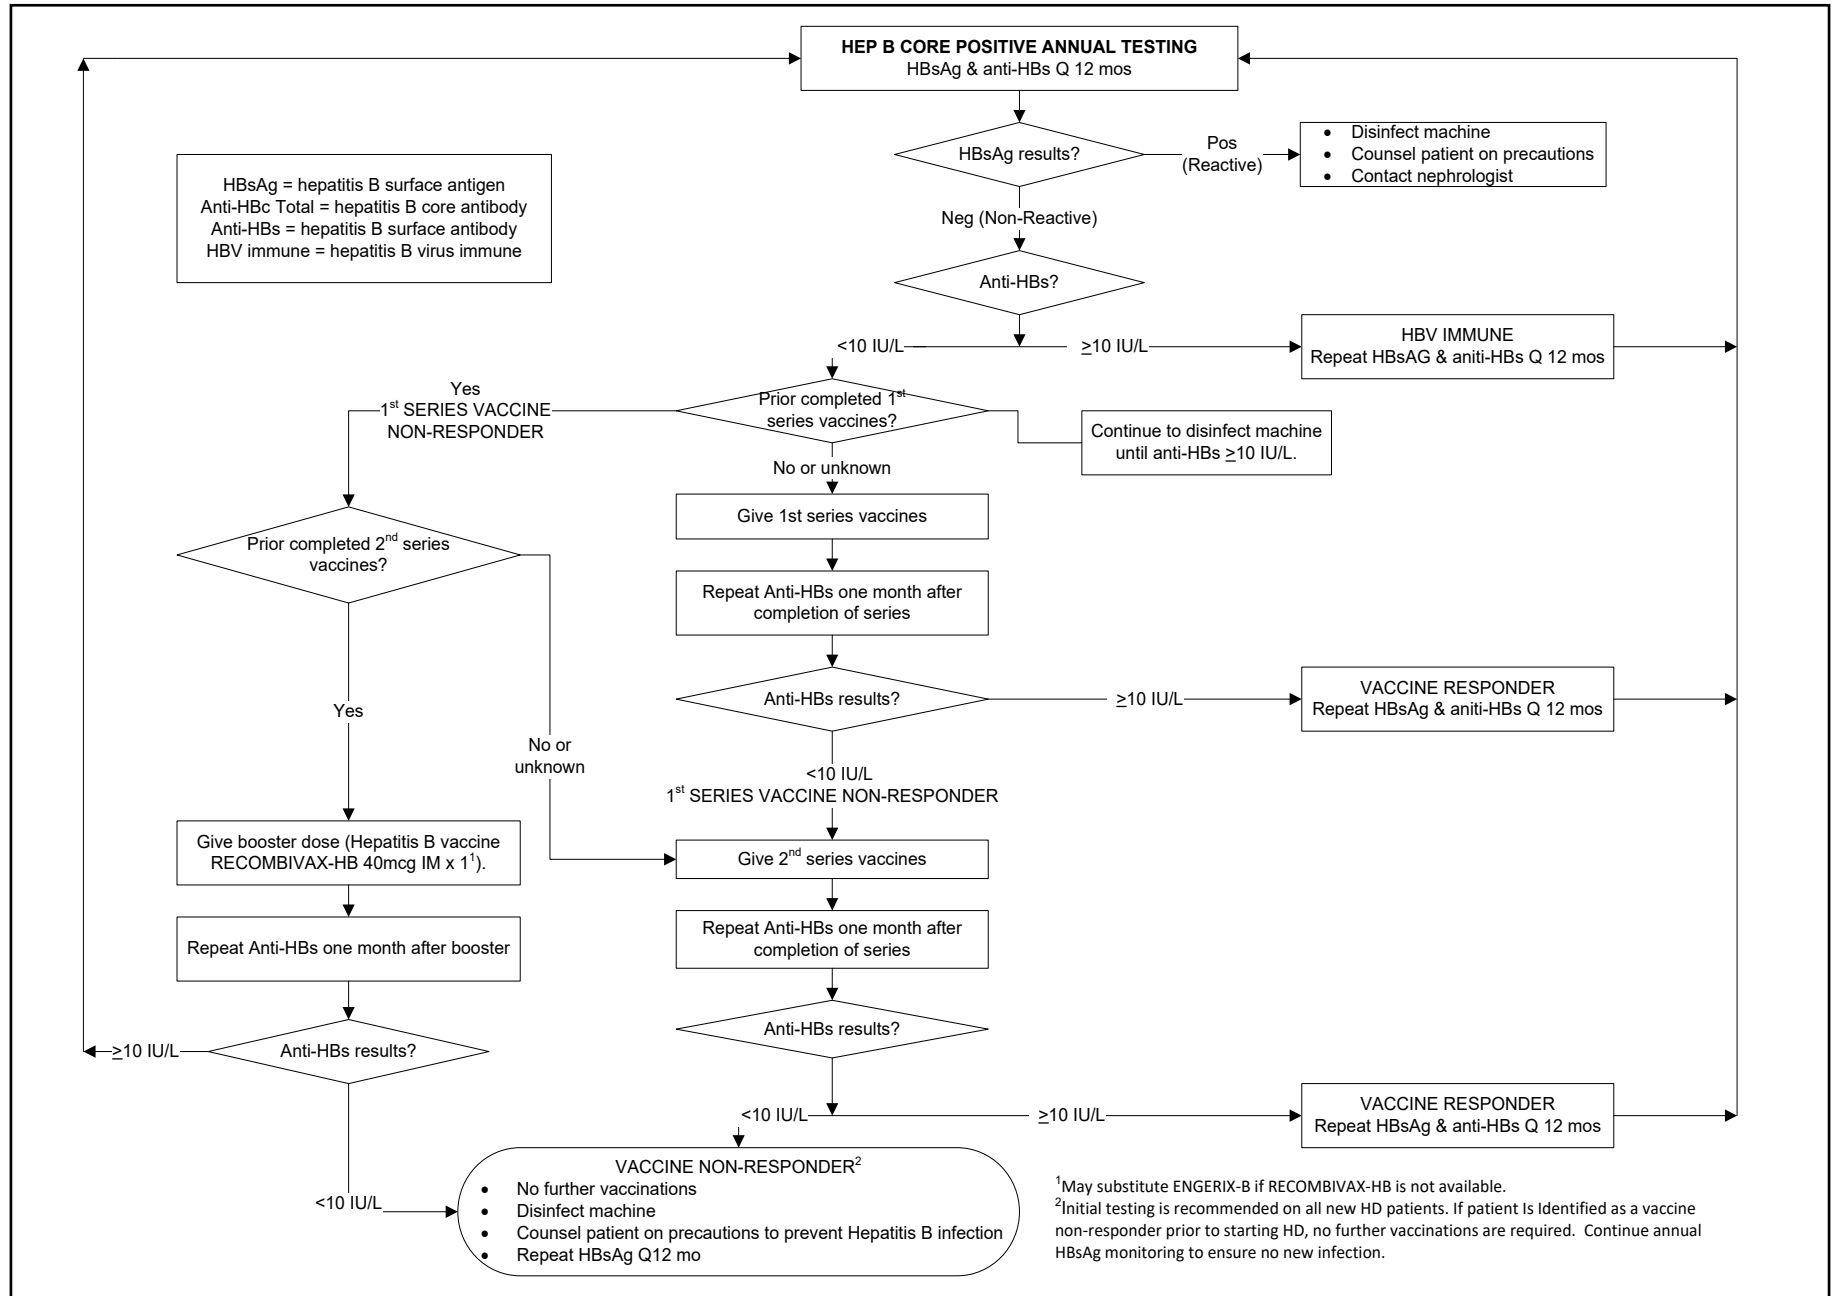 HEP B CORE POSITIVE ANNUAL TESTING
HBsAg & anti-HBs Q 12 mos
HBsAg results?
Pos
(Reactive)
• Disinfect machine
• Counsel patient on precautions
• Contact nephrologist
HBsAg = hepatitis B surface antigen
Anti-HBc Total = hepatitis B core antibody
Anti-HBs = hepatitis B surface antibody
HBV immune = hepatitis B virus immune
Neg (Non-Reactive)
Anti-HBs?
<10 IU/L
≥10 IU/L
HBV IMMUNE
Repeat HBsAG & aniti-HBs Q 12 mos
Yes
1st SERIES VACCINE
NON-RESPONDER
Prior completed 1st
series vaccines?
Continue to disinfect machine
until anti-HBs ≥10 IU/L.
No or unknown
Give 1st series vaccines
Prior completed 2nd series
vaccines?
Repeat Anti-HBs one month after
completion of series
Anti-HBs results?
≥10 IU/L
VACCINE RESPONDER
Repeat HBsAg & aniti-HBs Q 12 mos
Yes
No or
unknown
<10 IU/L
1st SERIES VACCINE NON-RESPONDER
Give booster dose (Hepatitis B vaccine
RECOMBIVAX-HB 40mcg IM x 1¹).
Give 2nd series vaccines
Repeat Anti-HBs one month after booster
Repeat Anti-HBs one month after
completion of series
Anti-HBs results?
≥10 IU/L
Anti-HBs results?
<10 IU/L
≥10 IU/L
VACCINE RESPONDER
Repeat HBsAg & anti-HBs Q 12 mos
<10 IU/L
VACCINE NON-RESPONDER²
• No further vaccinations
• Disinfect machine
• Counsel patient on precautions to prevent Hepatitis B infection
• Repeat HBsAg Q12 mo
¹May substitute ENGERIX-B if RECOMBIVAX-HB is not available.
²Initial testing is recommended on all new HD patients. If patient Is Identified as a vaccine
non-responder prior to starting HD, no further vaccinations are required. Continue annual
HBsAg monitoring to ensure no new infection.